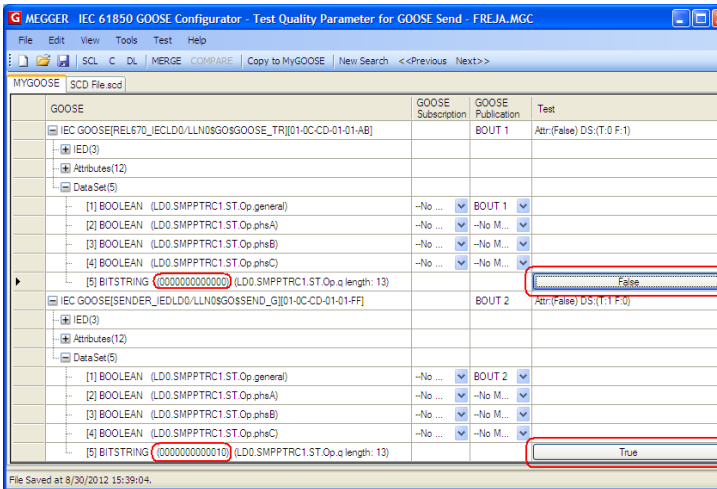 MEGGER IEC 61850 GOOSE Configurator - Test Quality Parameter for GOOSE Send - FREJA.MGC
File Edit View Tools Test Help
SCL C DL MERGE COMPARE Copy to MyGOOSE New Search <<Previous Next>>
MYGOOSE SCD File.scd
GOOSE GOOSE Subscription GOOSE Publication Test
IEC GOOSE[REL670_IECLD0/LLN0$GO$GOOSE_TR][01-0C-CD-01-01-AB] BOUT 1 Attr:(False) DS:(T:0 F:1)
IED(3)
Attributes(12)
DataSet(5)
[1] BOOLEAN (LD0.SMPPTRC1.ST.Op.general) --No ... BOUT 1
[2] BOOLEAN (LD0.SMPPTRC1.ST.Op.phsA) --No ... --No M...
[3] BOOLEAN (LD0.SMPPTRC1.ST.Op.phsB) --No ... --No M...
[4] BOOLEAN (LD0.SMPPTRC1.ST.Op.phsC) --No ... --No M...
[5] BITSTRING (0000000000000) (LD0.SMPPTRC1.ST.Op.q length: 13) False
IEC GOOSE[SENDER_IEDLD0/LLN0$GO$SEND_G][01-0C-CD-01-01-FF] BOUT 2 Attr:(False) DS:(T:1 F:0)
IED(3)
Attributes(12)
DataSet(5)
[1] BOOLEAN (LD0.SMPPTRC1.ST.Op.general) --No ... BOUT 2
[2] BOOLEAN (LD0.SMPPTRC1.ST.Op.phsA) --No ... --No M...
[3] BOOLEAN (LD0.SMPPTRC1.ST.Op.phsB) --No ... --No M...
[4] BOOLEAN (LD0.SMPPTRC1.ST.Op.phsC) --No ... --No M...
[5] BITSTRING (0000000000010) (LD0.SMPPTRC1.ST.Op.q length: 13) True
File Saved at 8/30/2012 15:39:04.